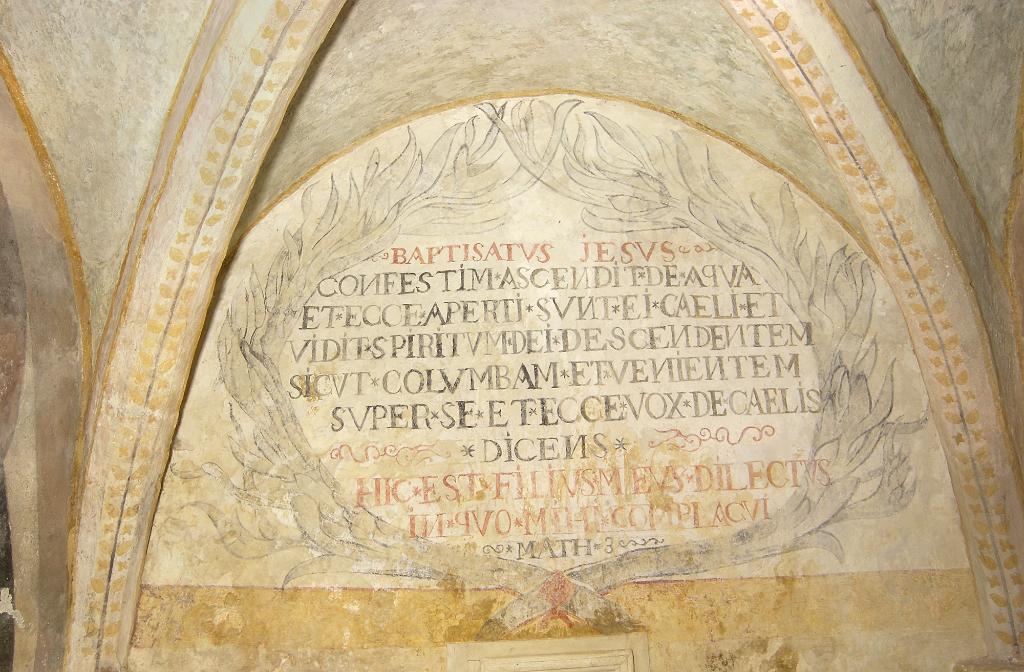 BAPTISATVS JESVS
CONFESTIM*ASCENDIT*DE*AQVA
ET*ECCE*APERTI*SVNT*EI*CAELI*ET
VIDIT*SPIRITVM*DEI*DESCENDENTEM
SICVT*COLVMBAM*ET*VENIENTEM
SVPER*SE*ET*ECCE*VOX*DE*CAELIS
*DICENS*
HIC*EST*FILIVS*MEVS*DILECTVS
IN*QVO*MIHI*COMPLACVI
*MATH*3